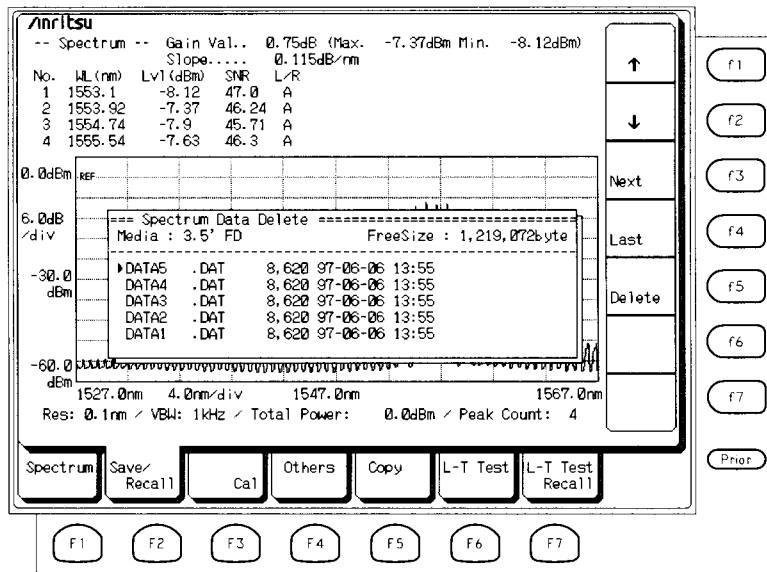 Anritsu
-- Spectrum -- Gain Val.. 0.75dB (Max. -7.37dBm Min. -8.12dBm)
Slope..... 0.115dB/nm
No. WL(nm) Lvl(dBm) SNR L/R
1 1553.1 -8.12 47.0 A
2 1553.92 -7.37 46.24 A
3 1554.74 -7.9 45.71 A
4 1555.54 -7.63 46.3 A
0.0dBm REF
6.0dB
/div
-30.0
dBm
-60.0
dBm
=== Spectrum Data Delete ============================
Media : 3.5' FD FreeSize : 1,219,072byte
DATA5 .DAT 8,620 97-06-06 13:55
DATA4 .DAT 8,620 97-06-06 13:55
DATA3 .DAT 8,620 97-06-06 13:55
DATA2 .DAT 8,620 97-06-06 13:55
DATA1 .DAT 8,620 97-06-06 13:55
1527.0nm 4.0nm/div 1547.0nm 1567.0nm
Res: 0.1nm / VBW: 1kHz / Total Power: 0.0dBm / Peak Count: 4
↑
↓
Next
Last
Delete
f1
f2
f3
f4
f5
f6
f7
Prior
Spectrum
Save/
Recall
Cal
Others
Copy
L-T Test
L-T Test
Recall
F1 F2 F3 F4 F5 F6 F7